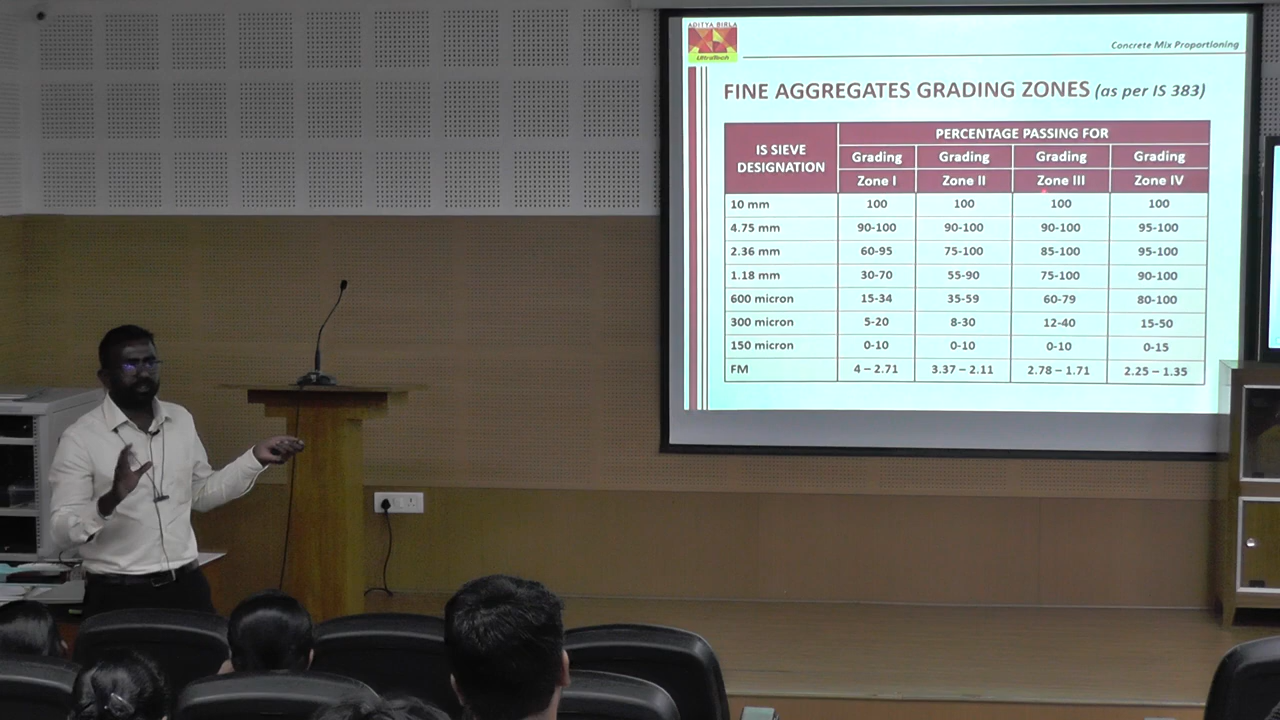 ADITYA BIRLA
UltraTech
Concrete Mix Proportioning
FINE AGGREGATES GRADING ZONES (as per IS 383)
IS SIEVE DESIGNATION PERCENTAGE PASSING FOR
Grading Grading Grading Grading
Zone I Zone II Zone III Zone IV
10 mm 100 100 100 100
4.75 mm 90-100 90-100 90-100 95-100
2.36 mm 60-95 75-100 85-100 95-100
1.18 mm 30-70 55-90 75-100 90-100
600 micron 15-34 35-59 60-79 80-100
300 micron 5-20 8-30 12-40 15-50
150 micron 0-10 0-10 0-10 0-15
FM 4 – 2.71 3.37 – 2.11 2.78 – 1.71 2.25 – 1.35